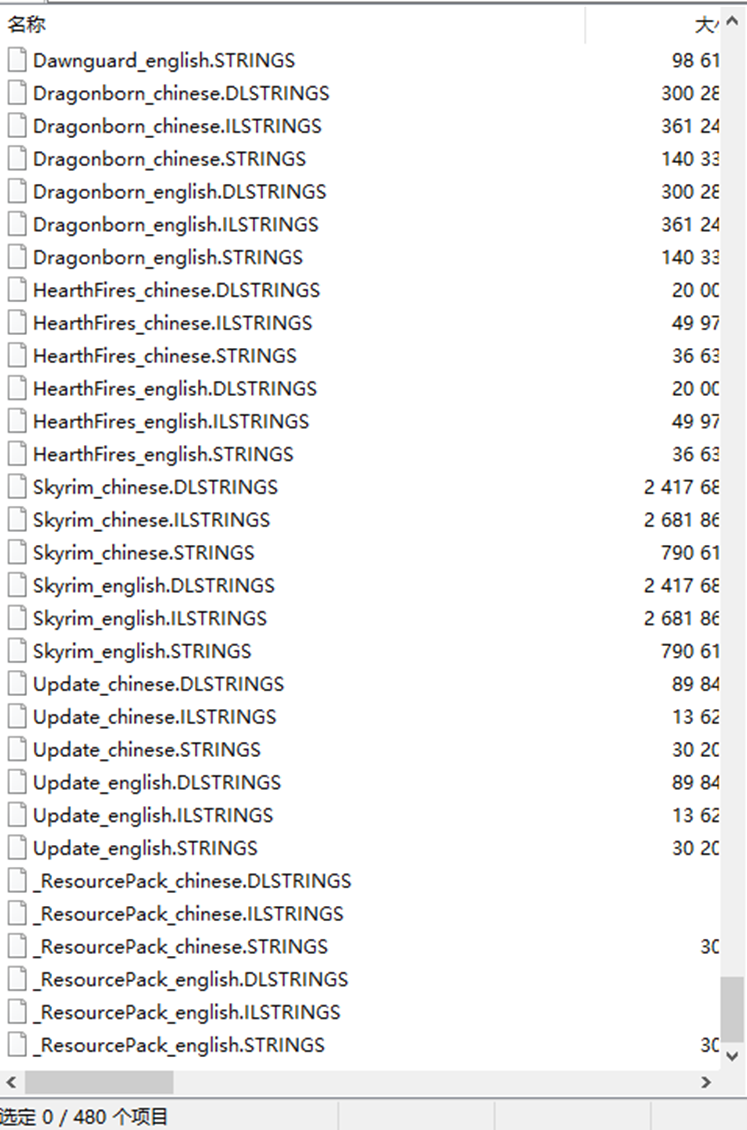 名称 大小
Dawnguard_english.STRINGS 98 61
Dragonborn_chinese.DLSTRINGS 300 28
Dragonborn_chinese.ILSTRINGS 361 24
Dragonborn_chinese.STRINGS 140 33
Dragonborn_english.DLSTRINGS 300 28
Dragonborn_english.ILSTRINGS 361 24
Dragonborn_english.STRINGS 140 33
HearthFires_chinese.DLSTRINGS 20 00
HearthFires_chinese.ILSTRINGS 49 97
HearthFires_chinese.STRINGS 36 63
HearthFires_english.DLSTRINGS 20 00
HearthFires_english.ILSTRINGS 49 97
HearthFires_english.STRINGS 36 63
Skyrim_chinese.DLSTRINGS 2 417 68
Skyrim_chinese.ILSTRINGS 2 681 86
Skyrim_chinese.STRINGS 790 61
Skyrim_english.DLSTRINGS 2 417 68
Skyrim_english.ILSTRINGS 2 681 86
Skyrim_english.STRINGS 790 61
Update_chinese.DLSTRINGS 89 84
Update_chinese.ILSTRINGS 13 62
Update_chinese.STRINGS 30 20
Update_english.DLSTRINGS 89 84
Update_english.ILSTRINGS 13 62
Update_english.STRINGS 30 20
_ResourcePack_chinese.DLSTRINGS
_ResourcePack_chinese.ILSTRINGS
_ResourcePack_chinese.STRINGS 30
_ResourcePack_english.DLSTRINGS
_ResourcePack_english.ILSTRINGS
_ResourcePack_english.STRINGS 30
选定 0 / 480 个项目